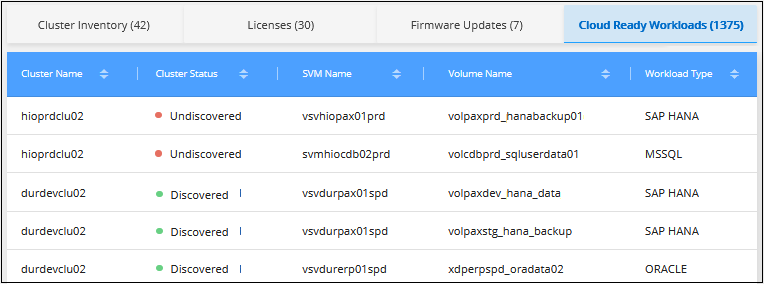 Cluster Inventory (42) Licenses (30) Firmware Updates (7) Cloud Ready Workloads (1375)
Cluster Name Cluster Status SVM Name Volume Name Workload Type
hioprdclu02 Undiscovered vsvhiopax01prd volpaxprd_hanabackup01 SAP HANA
hioprdclu02 Undiscovered svmhiocdb02prd volcdbprd_sqluserdata01 MSSQL
durdevclu02 Discovered | vsvdurpax01spd volpaxdev_hana_data SAP HANA
durdevclu02 Discovered | vsvdurpax01spd volpaxstg_hana_backup SAP HANA
durdevclu02 Discovered | vsvdurerp01spd xdperpspd_oradata02 ORACLE